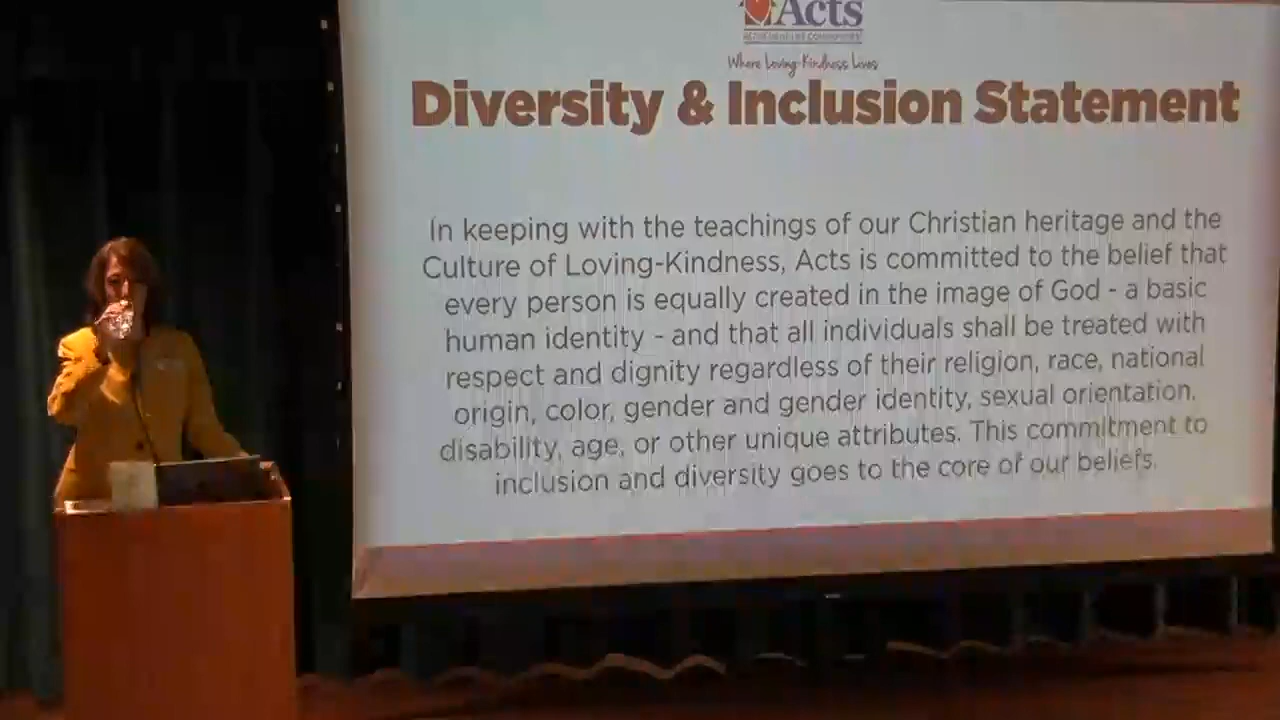 Acts
RETIREMENT-LIFE COMMUNITIES
Where Loving-Kindness Lives
Diversity & Inclusion Statement
In keeping with the teachings of our Christian heritage and the
Culture of Loving-Kindness, Acts is committed to the belief that
every person is equally created in the image of God - a basic
human identity - and that all individuals shall be treated with
respect and dignity regardless of their religion, race, national
origin, color, gender and gender identity, sexual orientation,
disability, age, or other unique attributes. This commitment to
inclusion and diversity goes to the core of our beliefs.